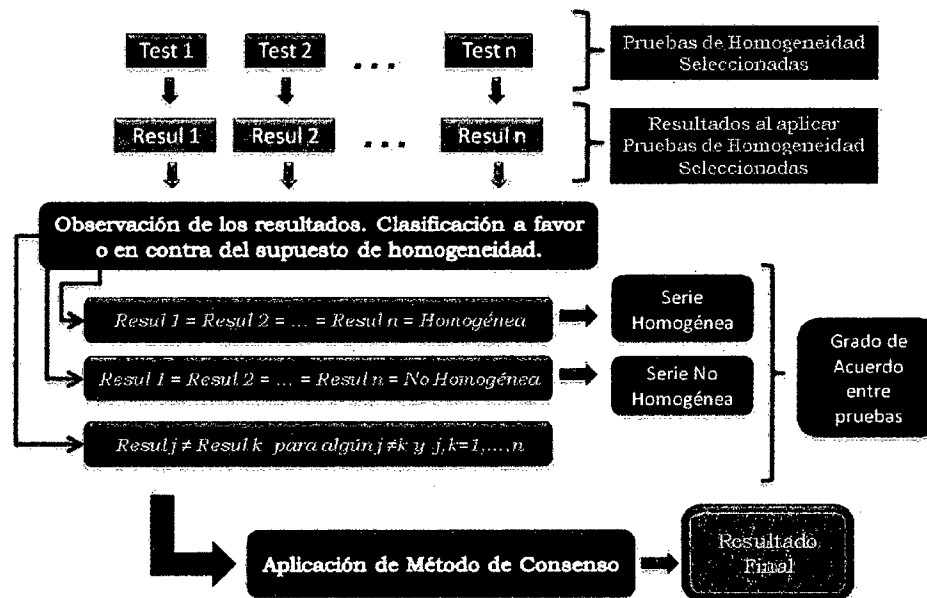 Test 1
Test 2
...
Test n
Pruebas de Homogeneidad
Seleccionadas
Resul 1
Resul 2
...
Resul n
Resultados al aplicar
Pruebas de Homogeneidad
Seleccionadas
Observación de los resultados. Clasificación a favor
o en contra del supuesto de homogeneidad.
Resul 1 = Resul 2 = ... = Resul n = Homogénea
Serie
Homogénea
Resul 1 = Resul 2 = ... = Resul n = No Homogénea
Serie No
Homogénea
Grado de
Acuerdo
entre
pruebas
Resul j ≠ Resul k para algún j ≠k y j,k=1,...,n
Aplicación de Método de Consenso
Resultado
Final